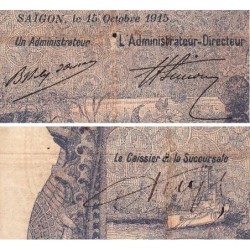 SAIGON, le 15 Octobre 1915
Un Administrateur L'Administrateur-Directeur
Le Caissier de la Succursale